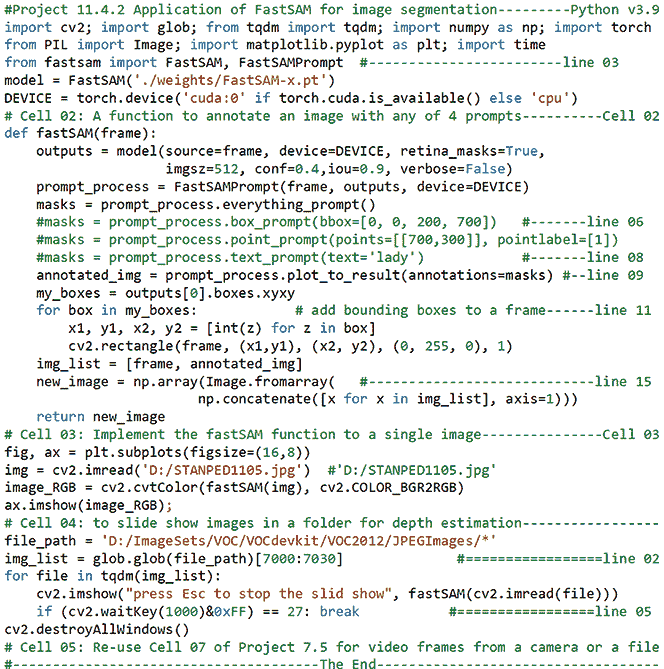 #Project 11.4.2 Application of FastSAM for image segmentation---------Python v3.9
import cv2; import glob; from tqdm import tqdm; import numpy as np; import torch
from PIL import Image; import matplotlib.pyplot as plt; import time
from fastsam import FastSAM, FastSAMPrompt  #-----------------------line 03
model = FastSAM('./weights/FastSAM-x.pt')
DEVICE = torch.device('cuda:0' if torch.cuda.is_available() else 'cpu')
# Cell 02: A function to annotate an image with any of 4 prompts----------Cell 02
def fastSAM(frame):
    outputs = model(source=frame, device=DEVICE, retina_masks=True,
                    imgsz=512, conf=0.4,iou=0.9, verbose=False)
    prompt_process = FastSAMPrompt(frame, outputs, device=DEVICE)
    masks = prompt_process.everything_prompt()
    #masks = prompt_process.box_prompt(bbox=[0, 0, 200, 700])   #-------line 06
    #masks = prompt_process.point_prompt(points=[[700,300]], pointlabel=[1])
    #masks = prompt_process.text_prompt(text='lady')            #-------line 08
    annotated_img = prompt_process.plot_to_result(annotations=masks) #--line 09
    my_boxes = outputs[0].boxes.xyxy
    for box in my_boxes:            # add bounding boxes to a frame------line 11
        x1, y1, x2, y2 = [int(z) for z in box]
        cv2.rectangle(frame, (x1,y1), (x2, y2), (0, 255, 0), 1)
    img_list = [frame, annotated_img]
    new_image = np.array(Image.fromarray(   #---------------------------line 15
                        np.concatenate([x for x in img_list], axis=1)))
    return new_image
# Cell 03: Implement the fastSAM function to a single image---------------Cell 03
fig, ax = plt.subplots(figsize=(16,8))
img = cv2.imread('D:/STANPED1105.jpg')  #'D:/STANPED1105.jpg'
image_RGB = cv2.cvtColor(fastSAM(img), cv2.COLOR_BGR2RGB)
ax.imshow(image_RGB);
# Cell 04: to slide show images in a folder for depth estimation-----------------
file_path = 'D:/ImageSets/VOC/VOCdevkit/VOC2012/JPEGImages/*'
img_list = glob.glob(file_path)[7000:7030]              #=================line 02
for file in tqdm(img_list):
    cv2.imshow("press Esc to stop the slid show", fastSAM(cv2.imread(file)))
    if (cv2.waitKey(1000)&0xFF) == 27: break           #==================line 05
cv2.destroyAllWindows()
# Cell 05: Re-use Cell 07 of Project 7.5 for video frames from a camera or a file
#--------------------------------------The End-----------------------------------